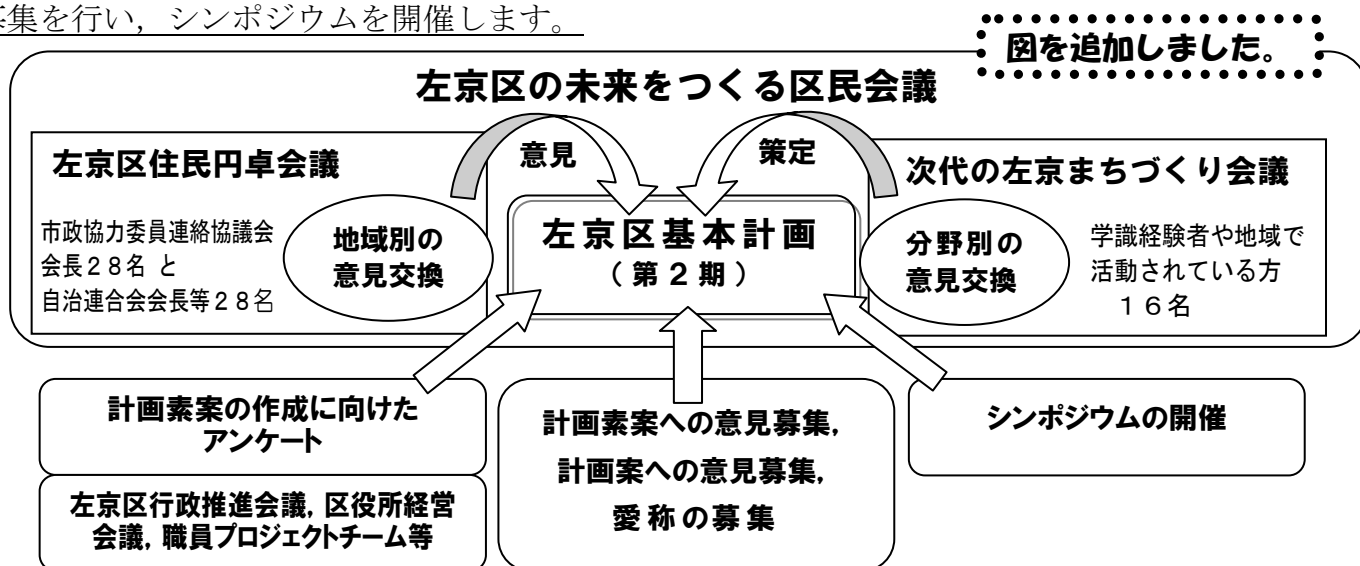 集を行い，シンポジウムを開催します。
図を追加しました。
左京区の未来をつくる区民会議
左京区住民円卓会議
市政協力委員連絡協議会
会長２８名 と
自治連合会会長等２８名
地域別の
意見交換
意見
策定
左京区基本計画
（第２期）
次代の左京まちづくり会議
分野別の
意見交換
学識経験者や地域で
活動されている方
１６名
計画素案の作成に向けた
アンケート
左京区行政推進会議，区役所経営
会議，職員プロジェクトチーム等
計画素案への意見募集，
計画案への意見募集，
愛称の募集
シンポジウムの開催